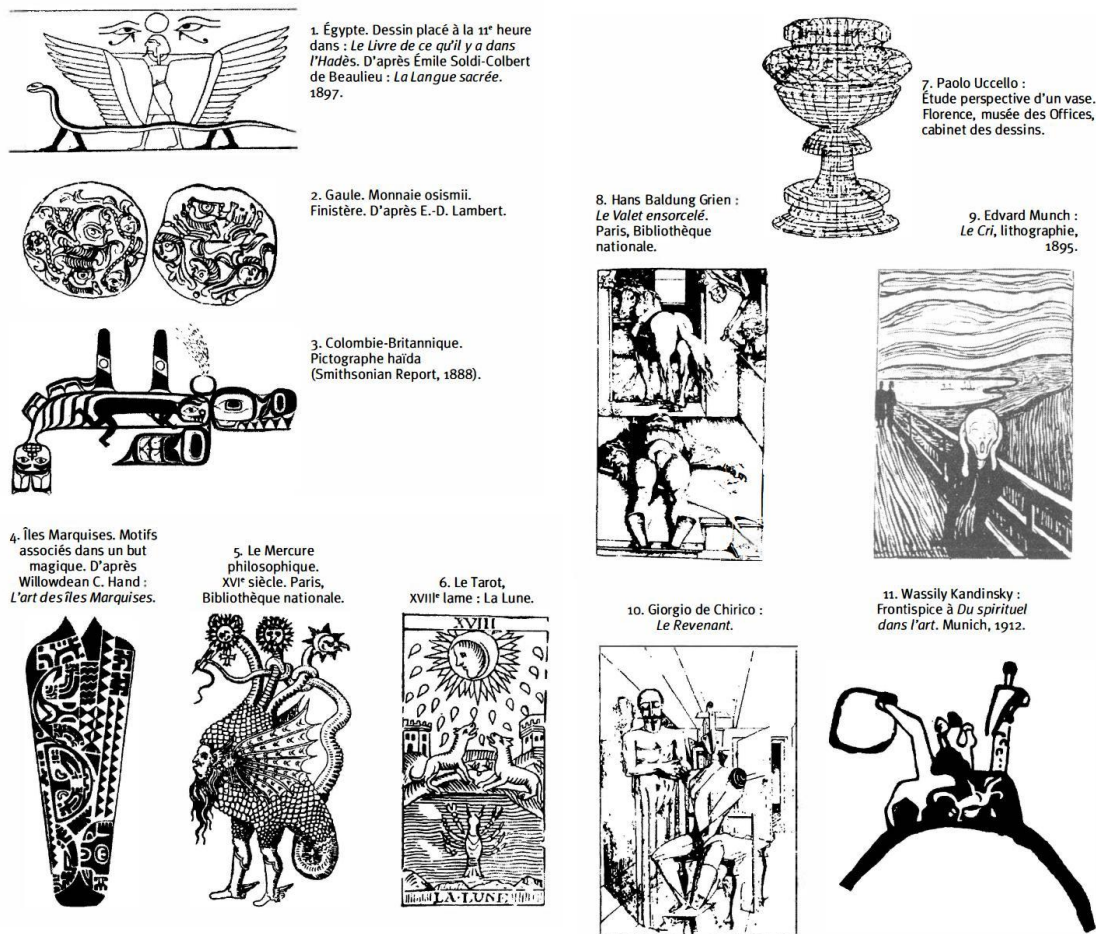 1. Égypte. Dessin placé à la 11e heure
dans : Le Livre de ce qu'il y a dans
l'Hadès. D'après Émile Soldi-Colbert
de Beaulieu : La Langue sacrée.
1897.
2. Gaule. Monnaie osismii.
Finistère. D'après E.-D. Lambert.
3. Colombie-Britannique.
Pictographe haïda
(Smithsonian Report, 1888).
4. Îles Marquises. Motifs
associés dans un but
magique. D'après
Willowdean C. Hand :
L'art des îles Marquises.
5. Le Mercure
philosophique.
XVIe siècle. Paris,
Bibliothèque nationale.
6. Le Tarot,
XVIIIe lame : La Lune.
XVIII
LA·LUNE
7. Paolo Uccello :
Étude perspective d'un vase.
Florence, musée des Offices,
cabinet des dessins.
8. Hans Baldung Grien :
Le Valet ensorcelé.
Paris, Bibliothèque
nationale.
9. Edvard Munch :
Le Cri, lithographie,
1895.
10. Giorgio de Chirico :
Le Revenant.
11. Wassily Kandinsky :
Frontispice à Du spirituel
dans l'art. Munich, 1912.